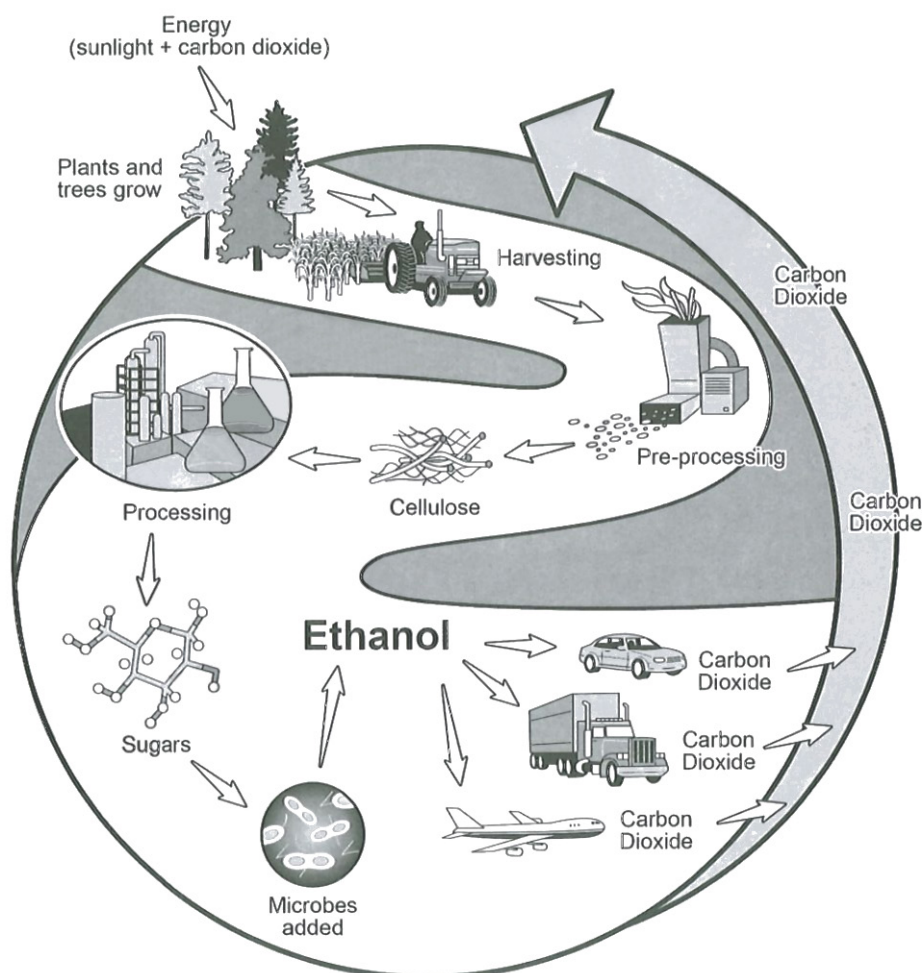 Energy
(sunlight + carbon dioxide)
Plants and
trees grow
Harvesting
Carbon
Dioxide
Pre-processing
Cellulose
Processing
Carbon
Dioxide
Ethanol
Carbon
Dioxide
Sugars
Carbon
Dioxide
Carbon
Dioxide
Microbes
added